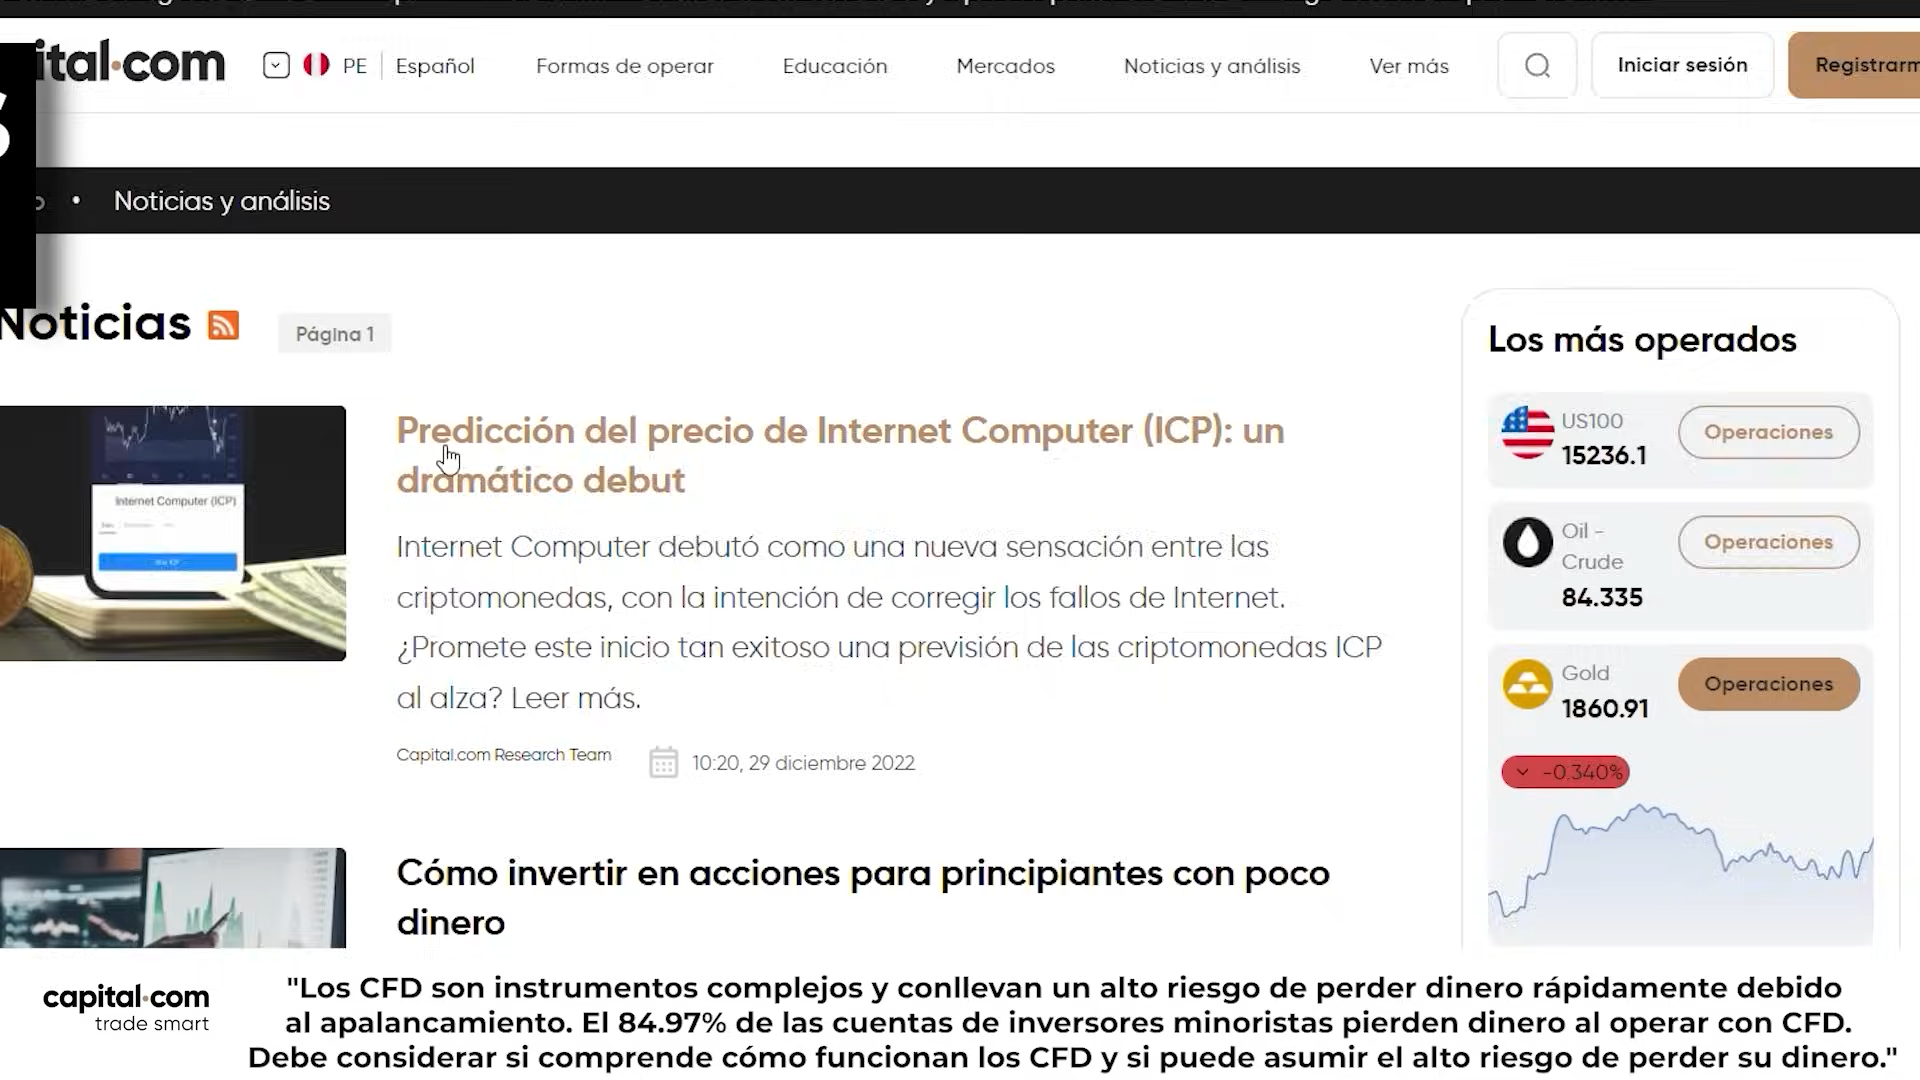 ital·com
PE
Español
Formas de operar
Educación
Mercados
Noticias y análisis
Ver más
Iniciar sesión
Registrarm
S
o • Noticias y análisis
Noticias
Página 1
Internet Computer (ICP)
Predicción del precio de Internet Computer (ICP): un
dramático debut
Internet Computer debutó como una nueva sensación entre las
criptomonedas, con la intención de corregir los fallos de Internet.
¿Promete este inicio tan exitoso una previsión de las criptomonedas ICP
al alza? Leer más.
Capital.com Research Team
10:20, 29 diciembre 2022
Cómo invertir en acciones para principiantes con poco
dinero
Los más operados
US100
15236.1
Operaciones
Oil -
Crude
84.335
Operaciones
Gold
1860.91
Operaciones
-0.340%
capital·com
trade smart
"Los CFD son instrumentos complejos y conllevan un alto riesgo de perder dinero rápidamente debido
al apalancamiento. El 84.97% de las cuentas de inversores minoristas pierden dinero al operar con CFD.
Debe considerar si comprende cómo funcionan los CFD y si puede asumir el alto riesgo de perder su dinero."